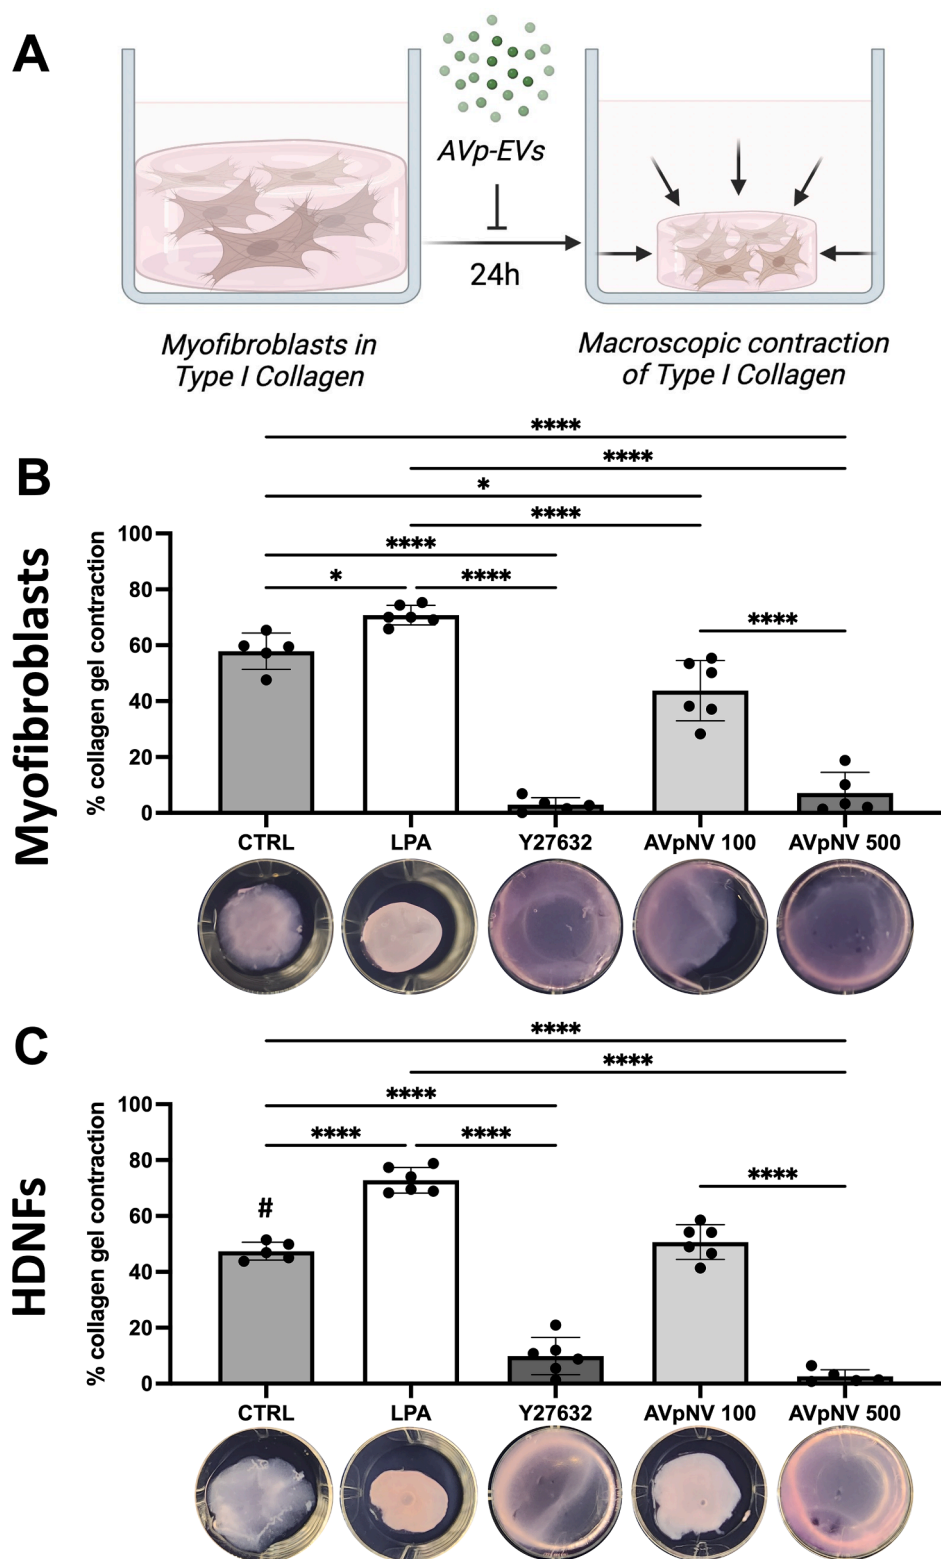 A
AVp-EVs
24h
Myofibroblasts in
Type I Collagen
Macroscopic contraction
of Type I Collagen
B
Myofibroblasts
% collagen gel contraction
100
80
60
40
20
0
****
****
*
****
****
*
****
****
CTRL
LPA
Y27632
AVpNV 100
AVpNV 500
C
HDNFs
% collagen gel contraction
100
80
60
40
20
0
****
****
****
****
****
****
#
CTRL
LPA
Y27632
AVpNV 100
AVpNV 500